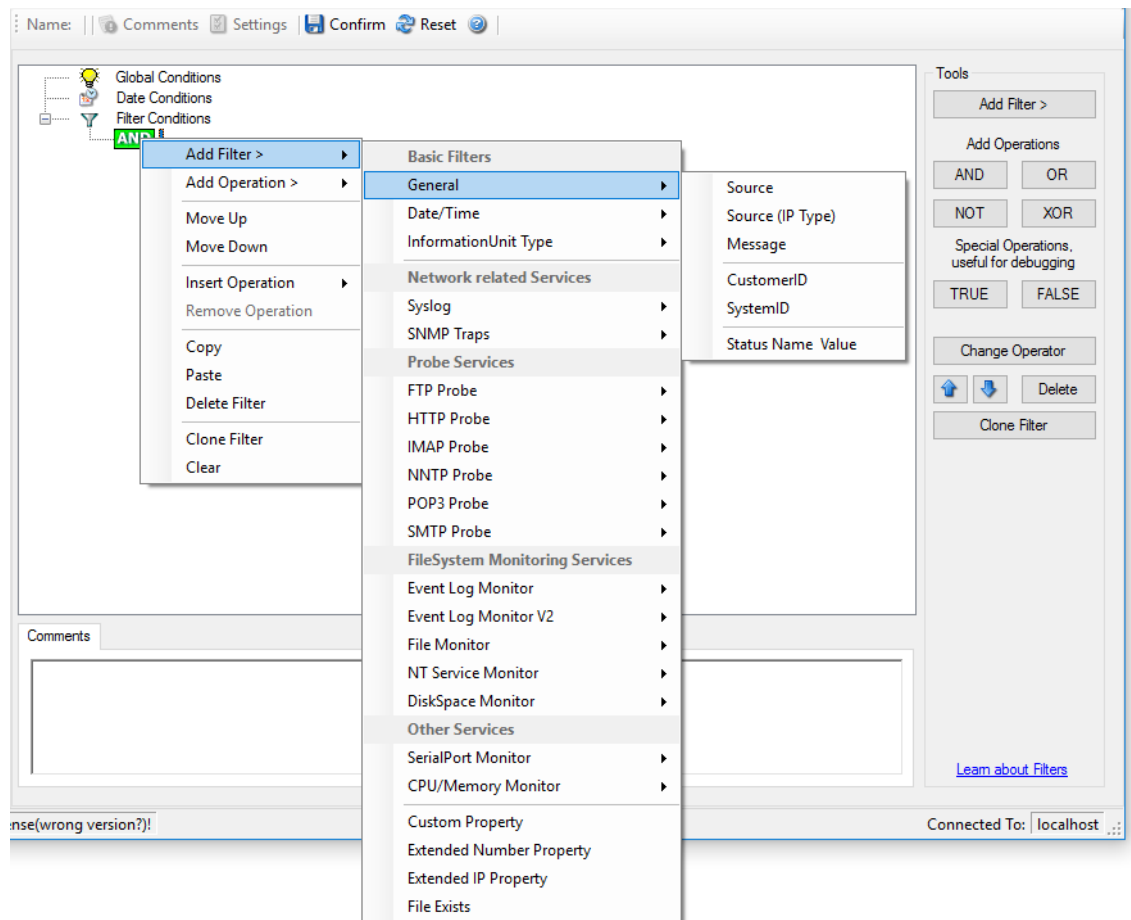 Name: Comments Settings Confirm Reset
Global Conditions
Date Conditions
Filter Conditions
AND
Add Filter >
Add Operation >
Move Up
Move Down
Insert Operation
Remove Operation
Copy
Paste
Delete Filter
Clone Filter
Clear
Basic Filters
General
Date/Time
InformationUnit Type
Network related Services
Syslog
SNMP Traps
Probe Services
FTP Probe
HTTP Probe
IMAP Probe
NNTP Probe
POP3 Probe
SMTP Probe
FileSystem Monitoring Services
Event Log Monitor
Event Log Monitor V2
File Monitor
NT Service Monitor
DiskSpace Monitor
Other Services
SerialPort Monitor
CPU/Memory Monitor
Custom Property
Extended Number Property
Extended IP Property
File Exists
Source
Source (IP Type)
Message
CustomerID
SystemID
Status Name Value
Tools
Add Filter >
Add Operations
AND OR
NOT XOR
Special Operations,
useful for debugging
TRUE FALSE
Change Operator
Delete
Clone Filter
Learn about Filters
Comments
nse(wrong version?)!
Connected To: localhost